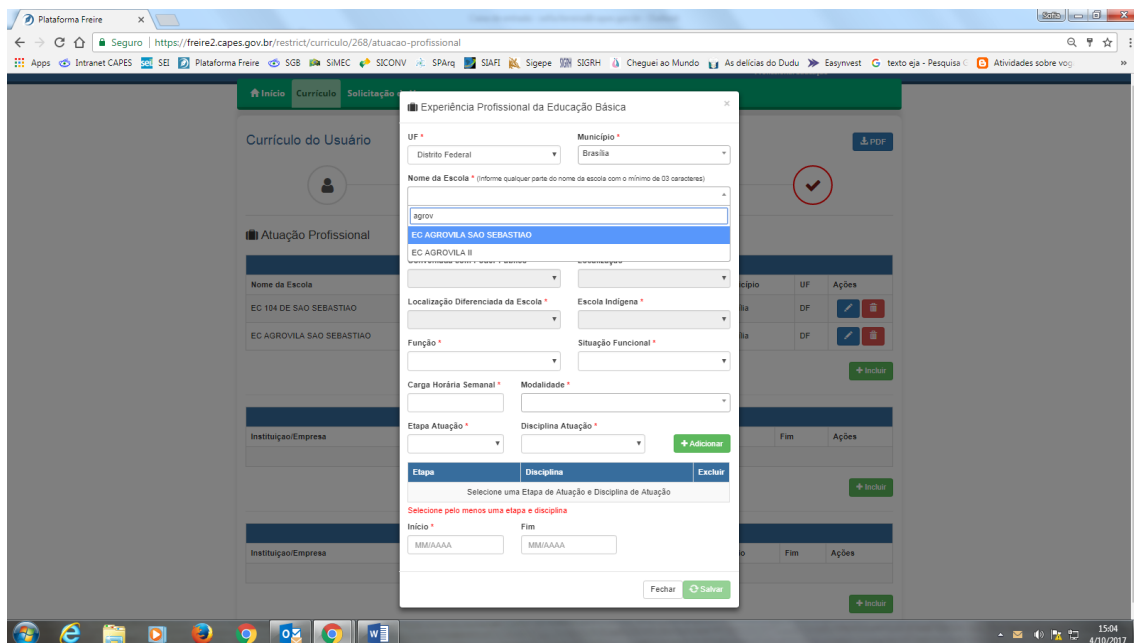 Plataforma Freire
Sofia
Seguro | https://freire2.capes.gov.br/restrict/curriculo/268/atuacao-profissional
Apps Intranet CAPES SEI Plataforma Freire SGB SiMEC SICONV SPArq SIAFI Sigepe SIGRH Cheguei ao Mundo As delícias do Dudu Easynvest texto eja - Pesquisa G Atividades sobre vog »
Início Currículo Solicitação
Experiência Profissional da Educação Básica ×
Currículo do Usuário
PDF
UF * Município *
Distrito Federal Brasília
Nome da Escola * (Informe qualquer parte do nome da escola com o mínimo de 03 caracteres)
agrov
EC AGROVILA SAO SEBASTIAO
EC AGROVILA II
Atuação Profissional
Nome da Escola UF Ações
EC 104 DE SAO SEBASTIAO DF
EC AGROVILA SAO SEBASTIAO DF
+ Incluir
Localização Diferenciada da Escola * Escola Indígena *
Função * Situação Funcional *
Carga Horária Semanal * Modalidade *
Etapa Atuação * Disciplina Atuação *
+ Adicionar
Instituiçao/Empresa Fim Ações
+ Incluir
Etapa Disciplina Excluir
Selecione uma Etapa de Atuação e Disciplina de Atuação
Selecione pelo menos uma etapa e disciplina
Início * Fim
MM/AAAA MM/AAAA
Instituiçao/Empresa Fim Ações
+ Incluir
Fechar Salvar
15:04
4/10/2017